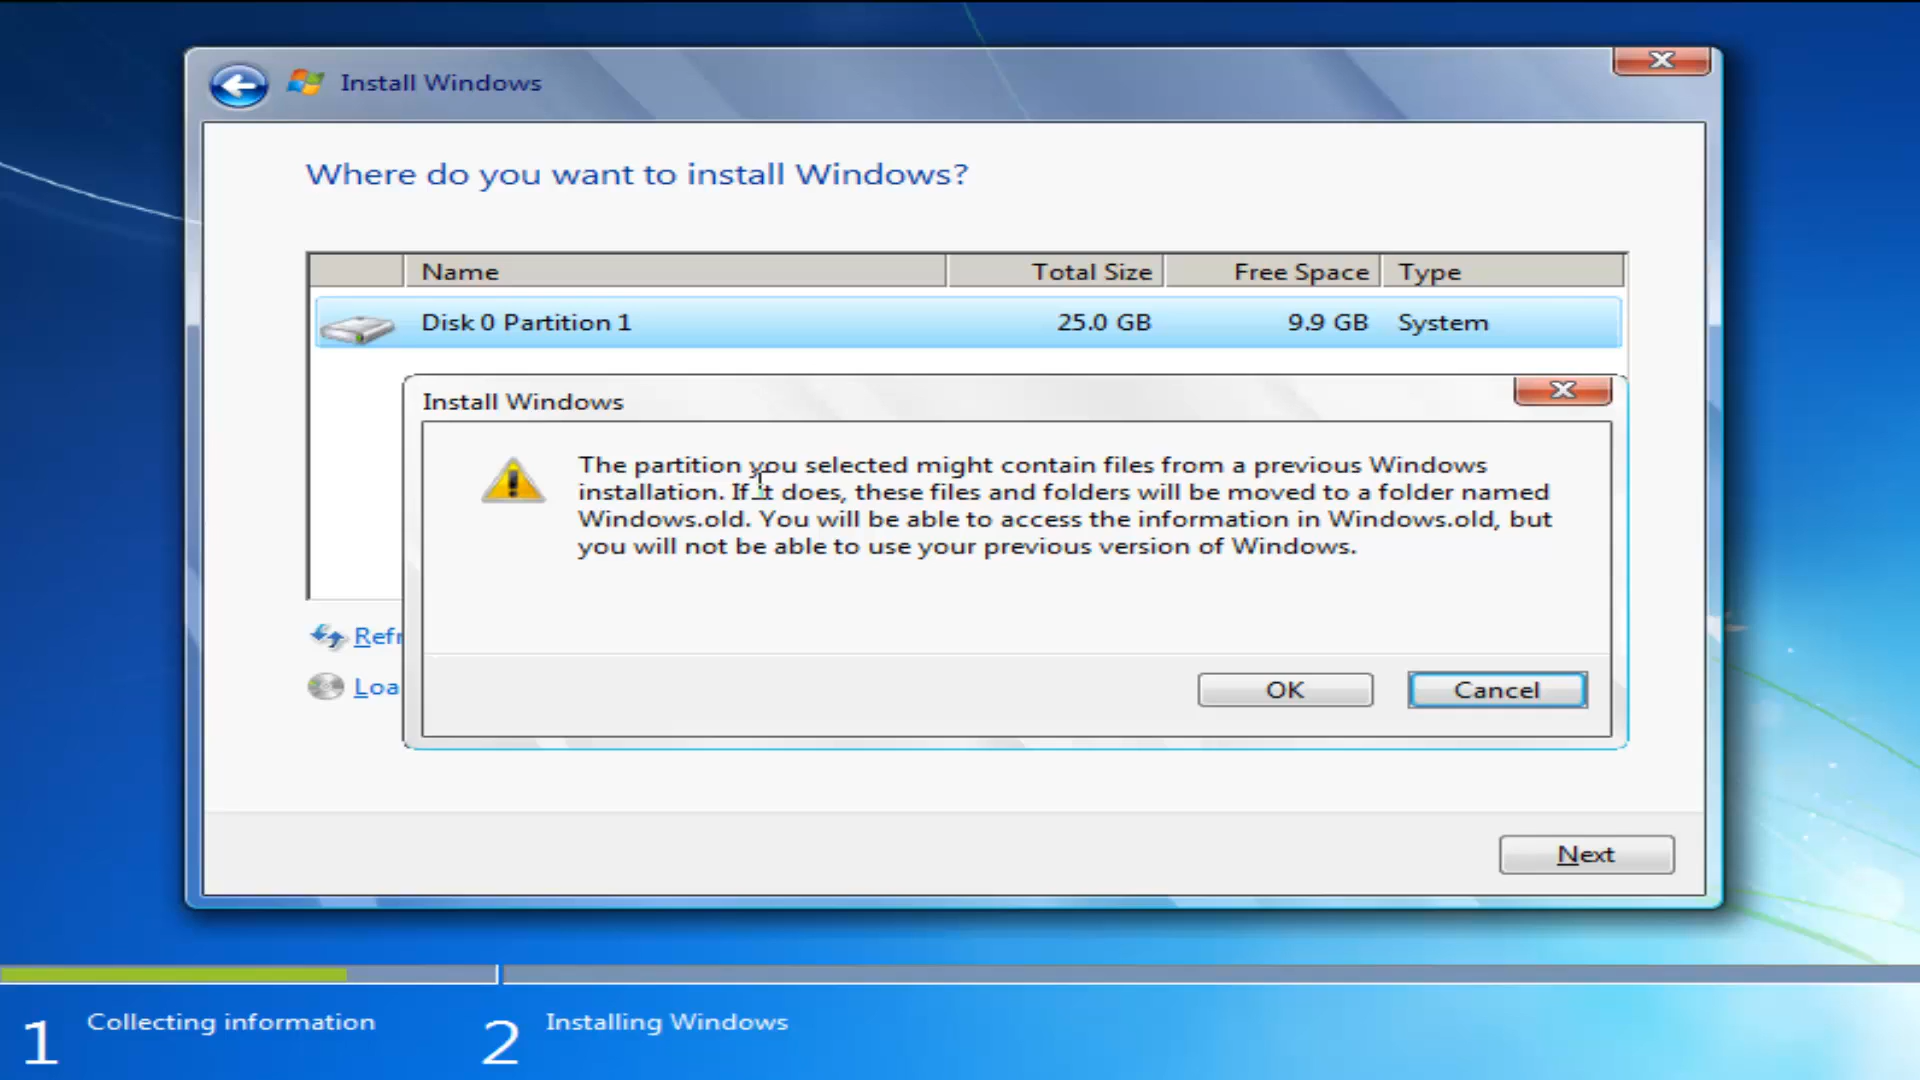 Install Windows
Where do you want to install Windows?
Name Total Size Free Space Type
Disk 0 Partition 1 25.0 GB 9.9 GB System
Install Windows
The partition you selected might contain files from a previous Windows
installation. If it does, these files and folders will be moved to a folder named
Windows.old. You will be able to access the information in Windows.old, but
you will not be able to use your previous version of Windows.
OK Cancel
Refr
Loa
Next
1 Collecting information 2 Installing Windows